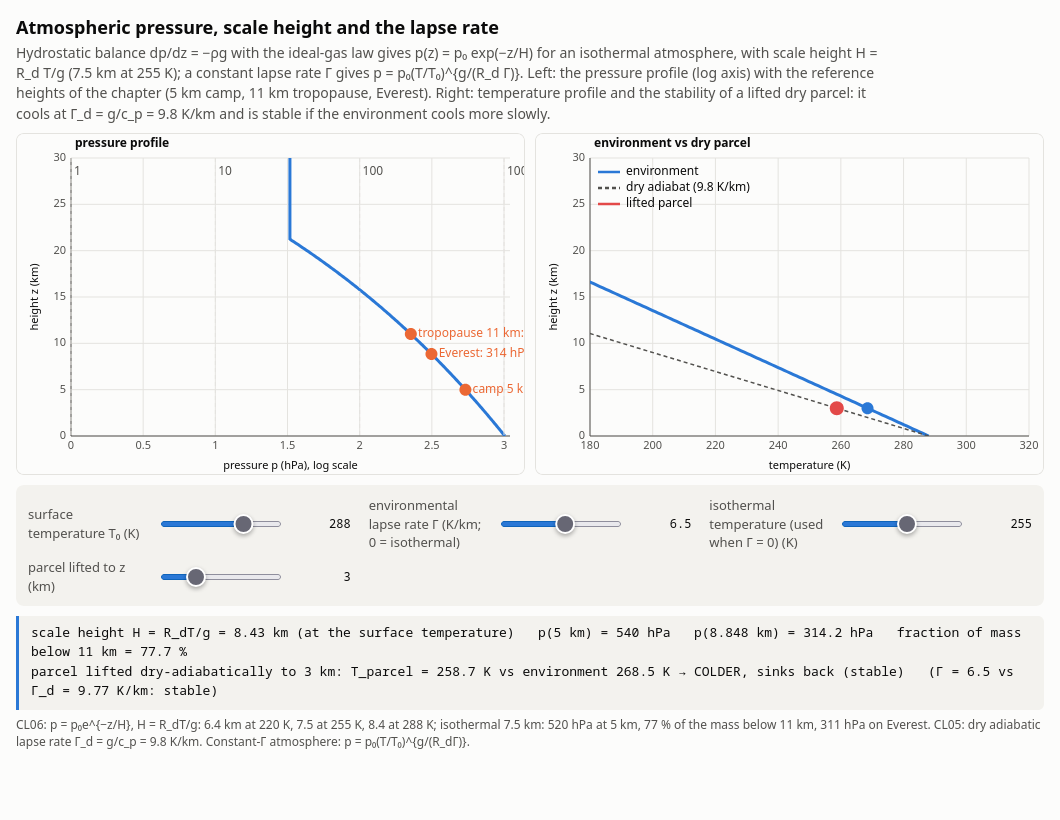 Atmospheric pressure, scale height and the lapse rate
Hydrostatic balance dp/dz = −ρg with the ideal-gas law gives p(z) = p₀ exp(−z/H) for an isothermal atmosphere, with scale height H =
R_d T/g (7.5 km at 255 K); a constant lapse rate Γ gives p = p₀(T/T₀)^{g/(R_d Γ)}. Left: the pressure profile (log axis) with the reference
heights of the chapter (5 km camp, 11 km tropopause, Everest). Right: temperature profile and the stability of a lifted dry parcel: it
cools at Γ_d = g/c_p = 9.8 K/km and is stable if the environment cools more slowly.
pressure profile
30
25
20
15
10
5
0
height z (km)
1
10
100
100
tropopause 11 km:
Everest: 314 hP
camp 5 k
0
0.5
1
1.5
2
2.5
3
pressure p (hPa), log scale
environment vs dry parcel
environment
dry adiabat (9.8 K/km)
lifted parcel
30
25
20
15
10
5
0
height z (km)
180
200
220
240
260
280
300
320
temperature (K)
surface
temperature T₀ (K)
288
environmental
lapse rate Γ (K/km;
0 = isothermal)
6.5
isothermal
temperature (used
when Γ = 0) (K)
255
parcel lifted to z
(km)
3
scale height H = R_dT/g = 8.43 km (at the surface temperature)   p(5 km) = 540 hPa   p(8.848 km) = 314.2 hPa   fraction of mass
below 11 km = 77.7 %
parcel lifted dry-adiabatically to 3 km: T_parcel = 258.7 K vs environment 268.5 K → COLDER, sinks back (stable)   (Γ = 6.5 vs
Γ_d = 9.77 K/km: stable)
CL06: p = p₀e^{−z/H}, H = R_dT/g: 6.4 km at 220 K, 7.5 at 255 K, 8.4 at 288 K; isothermal 7.5 km: 520 hPa at 5 km, 77 % of the mass below 11 km, 311 hPa on Everest. CL05: dry adiabatic
lapse rate Γ_d = g/c_p = 9.8 K/km. Constant-Γ atmosphere: p = p₀(T/T₀)^{g/(R_dΓ)}.